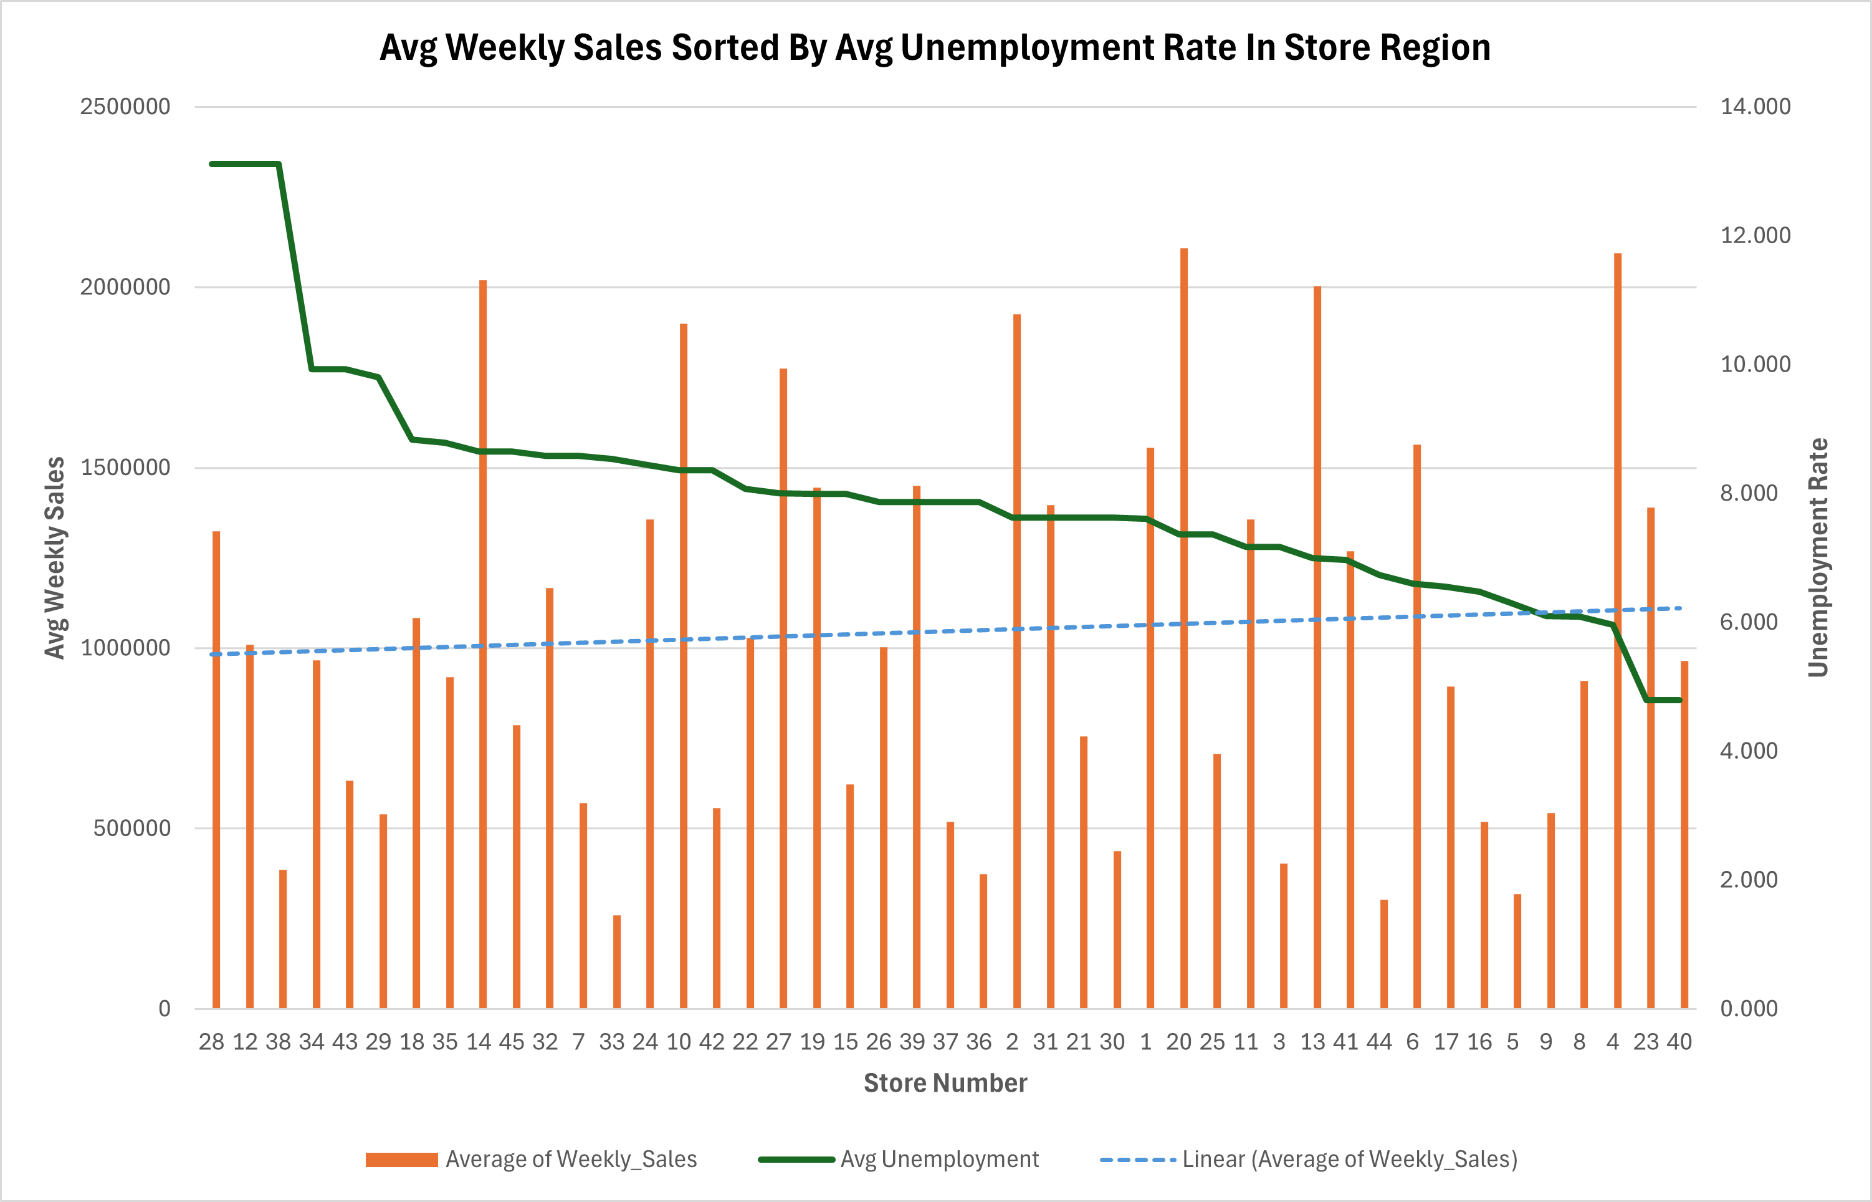 Avg Weekly Sales Sorted By Avg Unemployment Rate In Store Region
2500000
2000000
1500000
1000000
500000
0
Avg Weekly Sales
14.000
12.000
10.000
8.000
6.000
4.000
2.000
0.000
Unemployment Rate
28 12 38 34 43 29 18 35 14 45 32 7 33 24 10 42 22 27 19 15 26 39 37 36 2 31 21 30 1 20 25 11 3 13 41 44 6 17 16 5 9 8 4 23 40
Store Number
Average of Weekly_Sales Avg Unemployment Linear (Average of Weekly_Sales)